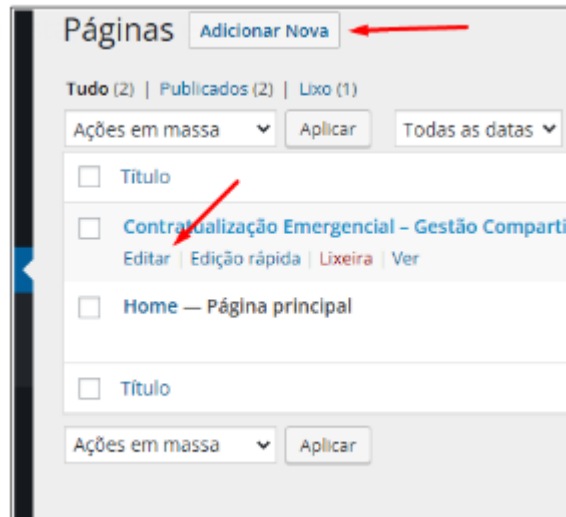 Páginas Adicionar Nova
Tudo (2) | Publicados (2) | Lixo (1)
Ações em massa Aplicar Todas as datas
Título
Contratualização Emergencial – Gestão Comparti
Editar | Edição rápida | Lixeira | Ver
Home — Página principal
Título
Ações em massa Aplicar